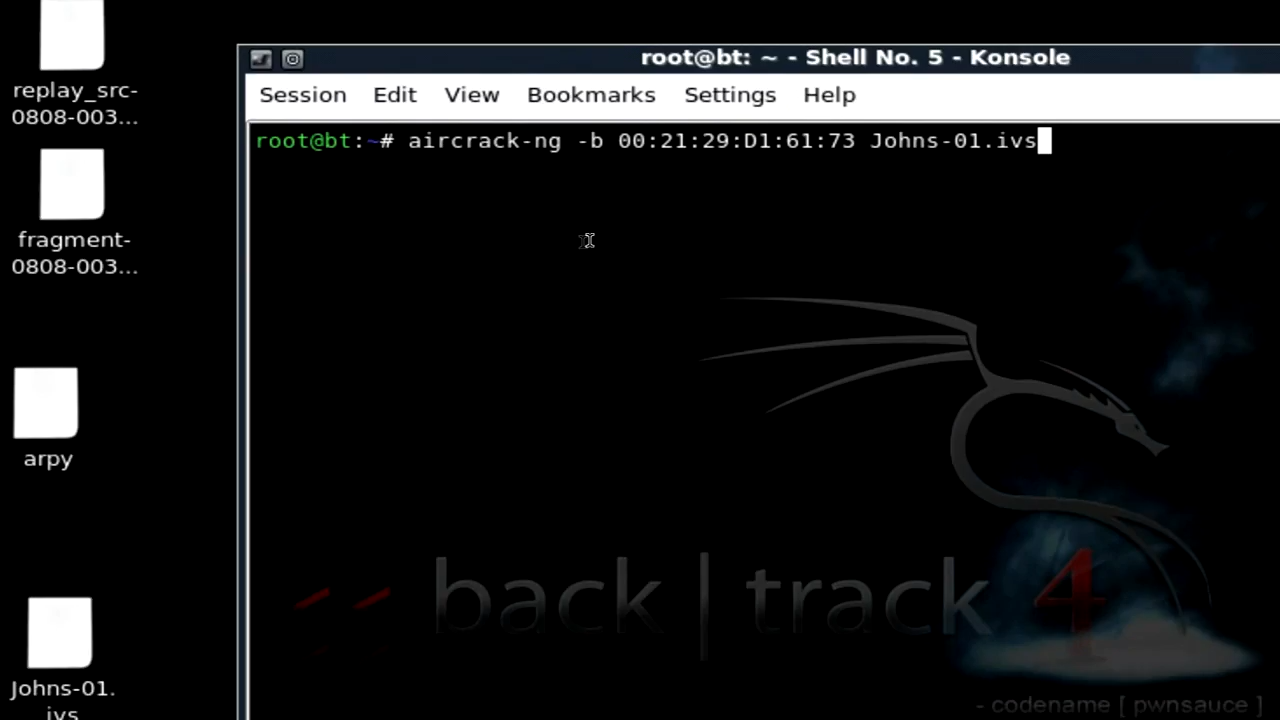 replay_src-
0808-003...
fragment-
0808-003...
arpy
Johns-01.
ivs
root@bt: ~ - Shell No. 5 - Konsole
Session Edit View Bookmarks Settings Help
root@bt:~# aircrack-ng -b 00:21:29:D1:61:73 Johns-01.ivs
<< back | track 4
- codename [ pwnsauce ]